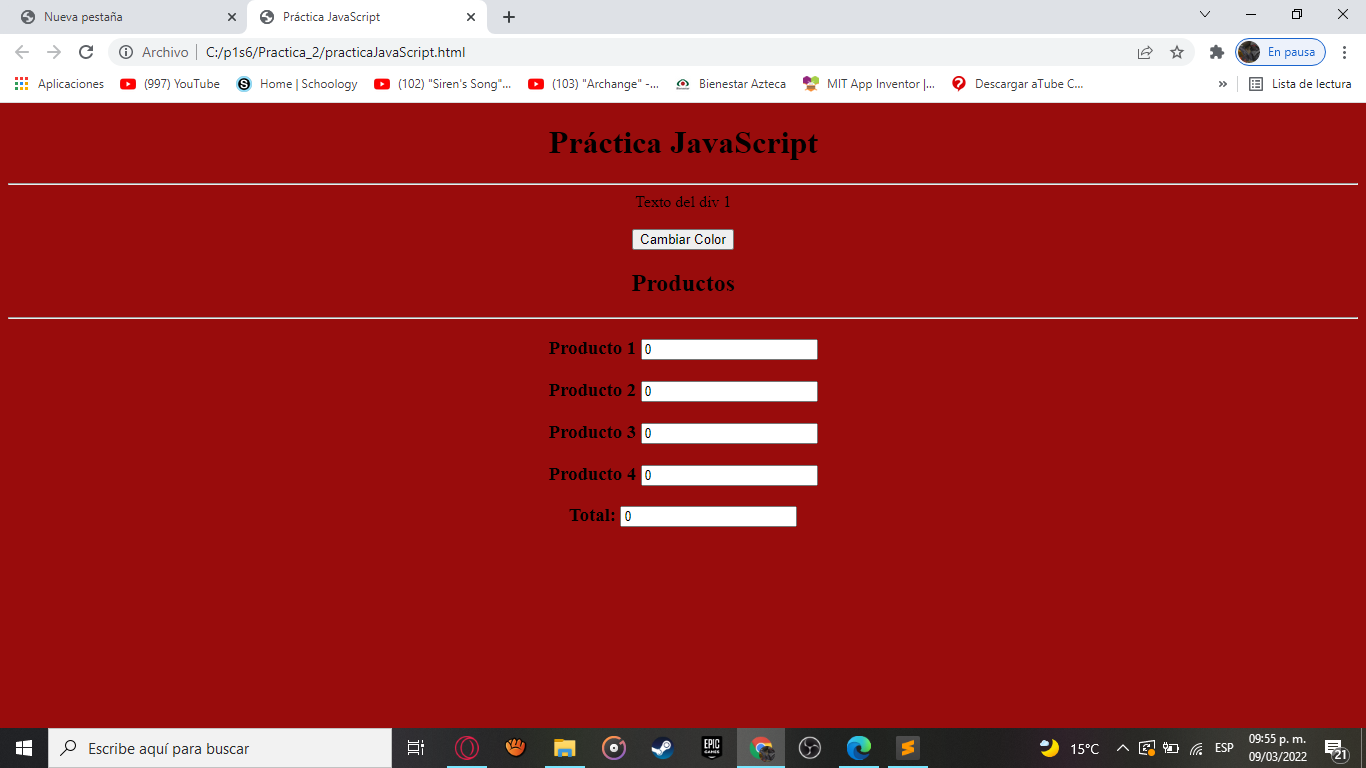 Nueva pestaña
Práctica JavaScript
Archivo C:/p1s6/Practica_2/practicaJavaScript.html En pausa
Aplicaciones (997) YouTube Home | Schoology (102) "Siren's Song"... (103) "Archange" -... Bienestar Azteca MIT App Inventor |... Descargar aTube C... » Lista de lectura
Práctica JavaScript
Texto del div 1
Cambiar Color
Productos
Producto 1 0
Producto 2 0
Producto 3 0
Producto 4 0
Total: 0
Escribe aquí para buscar
EPIC GAMES
15°C
ESP
09:55 p. m.
09/03/2022
21